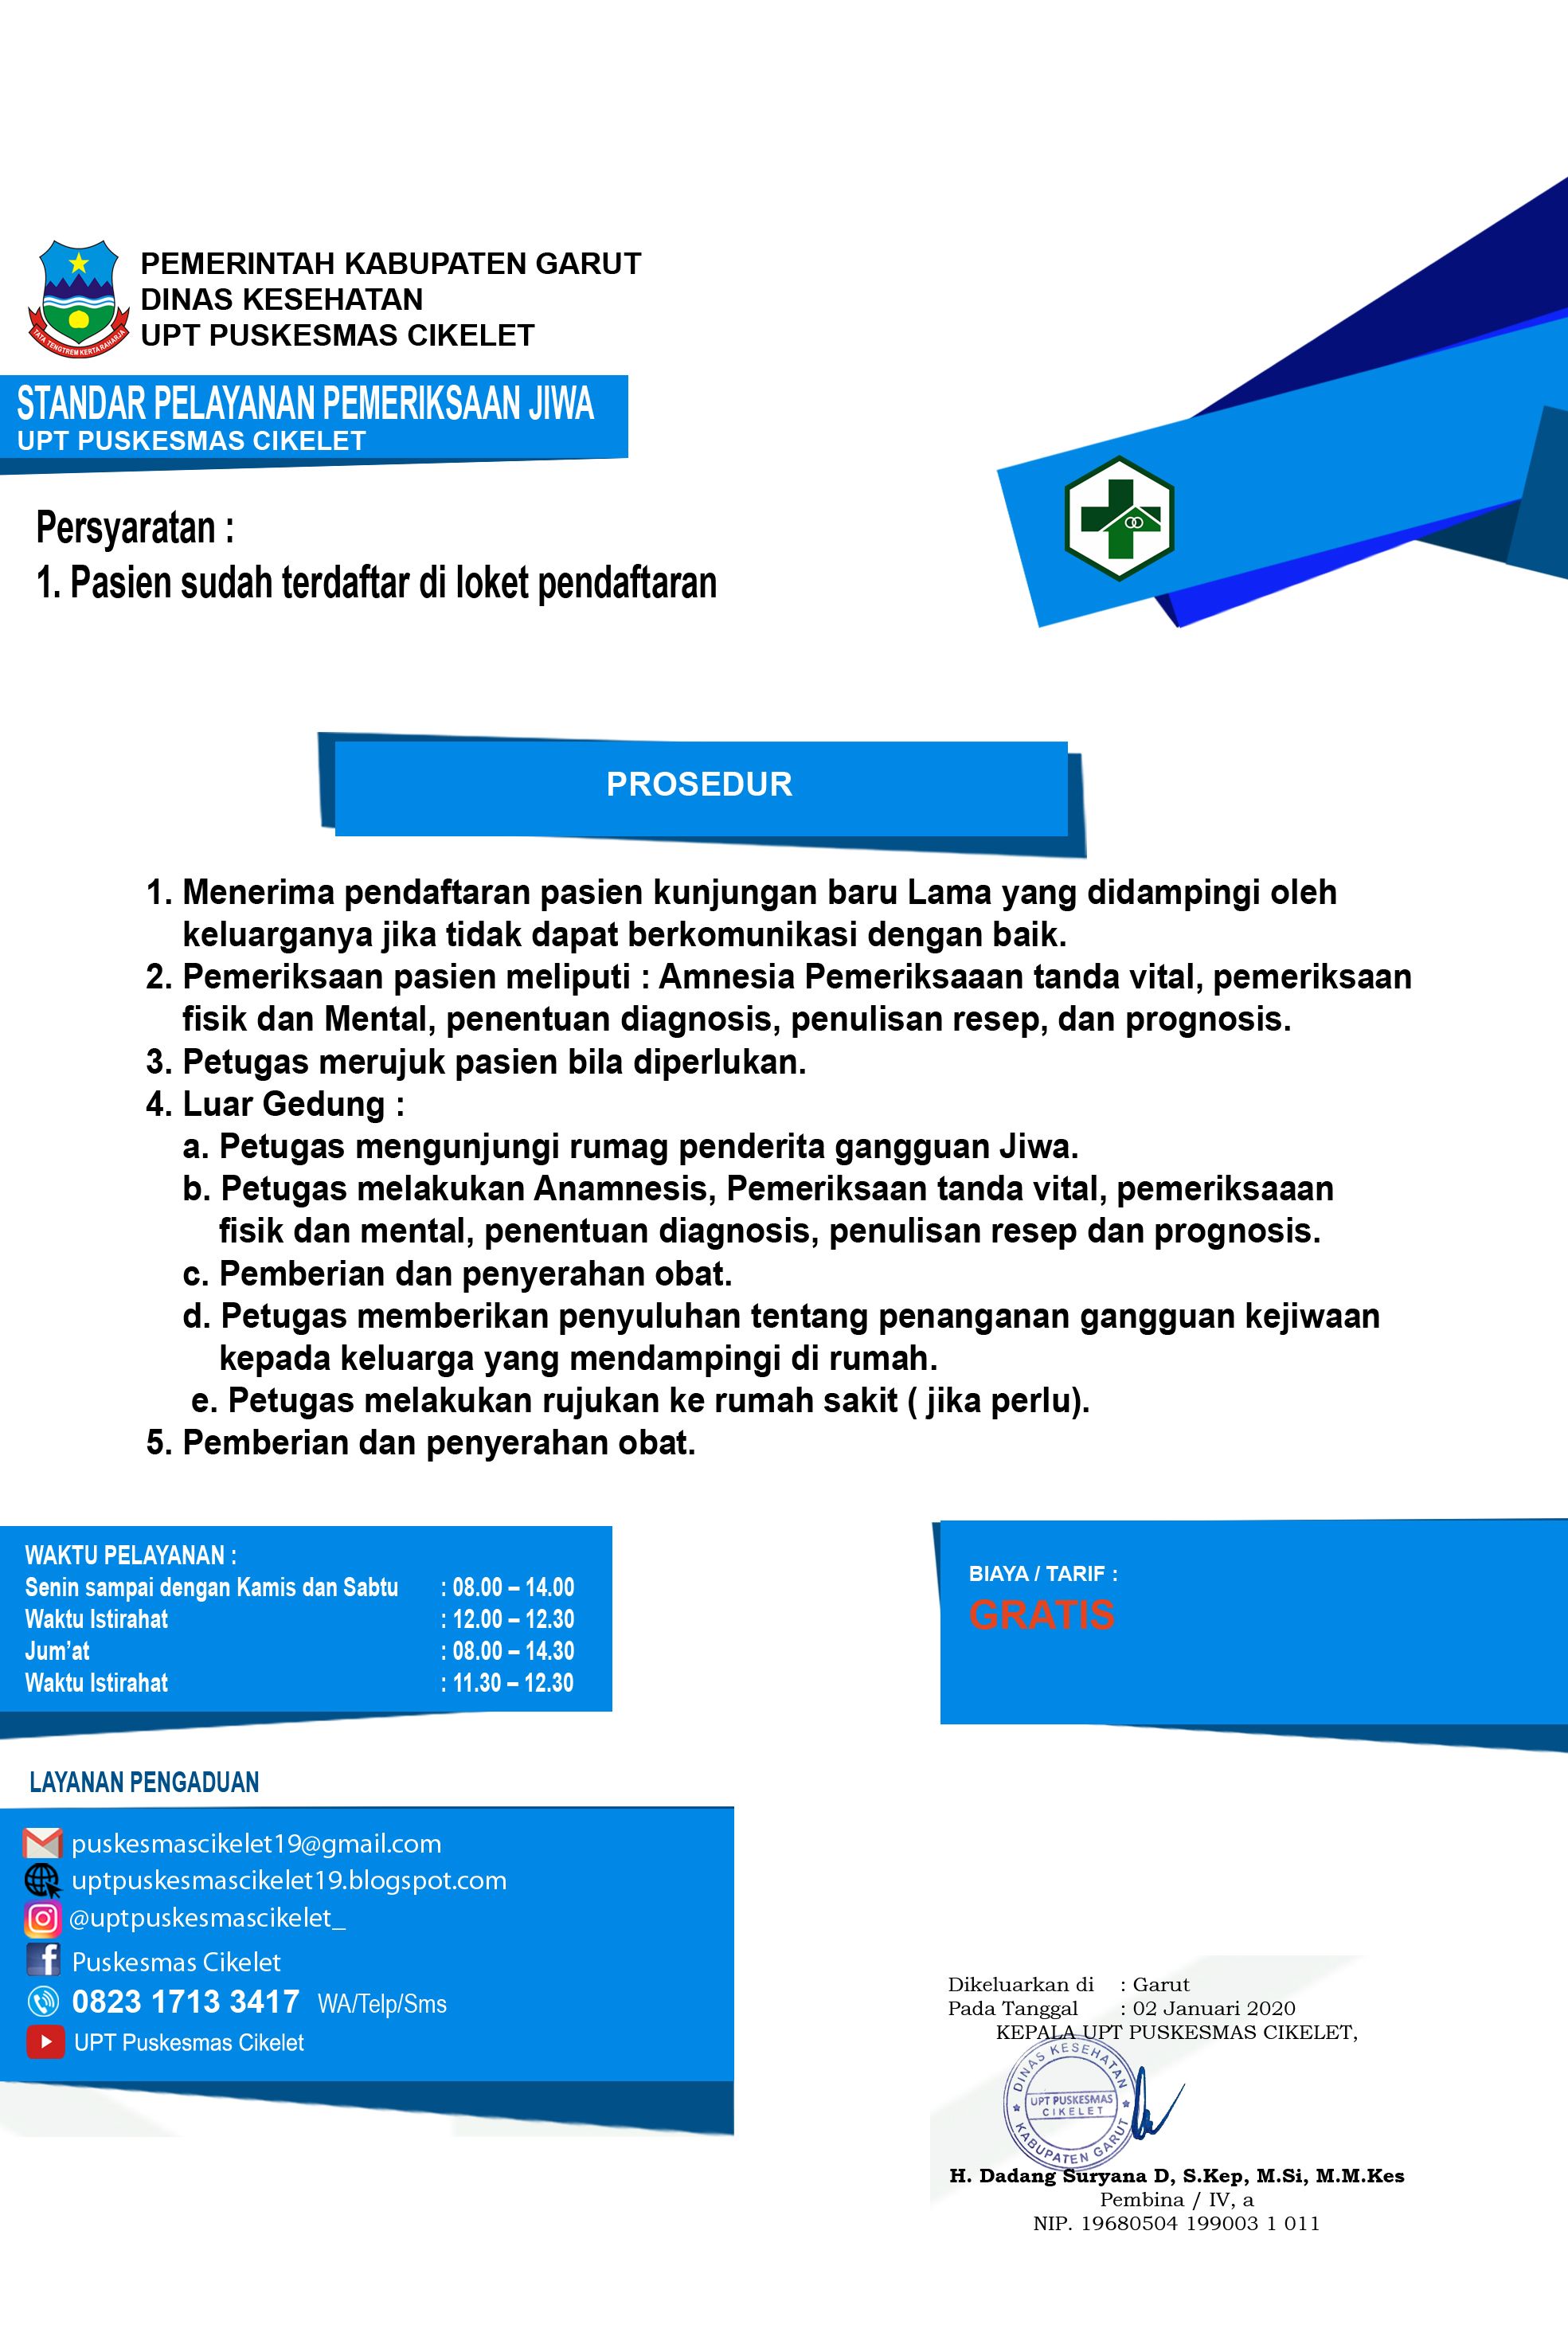 PEMERINTAH KABUPATEN GARUT
DINAS KESEHATAN
UPT PUSKESMAS CIKELET
TATA TENGTREM KERTA RAHARJA
STANDAR PELAYANAN PEMERIKSAAN JIWA
UPT PUSKESMAS CIKELET
Persyaratan :
1. Pasien sudah terdaftar di loket pendaftaran
PROSEDUR
1. Menerima pendaftaran pasien kunjungan baru Lama yang didampingi oleh
keluarganya jika tidak dapat berkomunikasi dengan baik.
2. Pemeriksaan pasien meliputi : Amnesia Pemeriksaaan tanda vital, pemeriksaan
fisik dan Mental, penentuan diagnosis, penulisan resep, dan prognosis.
3. Petugas merujuk pasien bila diperlukan.
4. Luar Gedung :
a. Petugas mengunjungi rumag penderita gangguan Jiwa.
b. Petugas melakukan Anamnesis, Pemeriksaan tanda vital, pemeriksaaan
fisik dan mental, penentuan diagnosis, penulisan resep dan prognosis.
c. Pemberian dan penyerahan obat.
d. Petugas memberikan penyuluhan tentang penanganan gangguan kejiwaan
kepada keluarga yang mendampingi di rumah.
e. Petugas melakukan rujukan ke rumah sakit ( jika perlu).
5. Pemberian dan penyerahan obat.
WAKTU PELAYANAN :
Senin sampai dengan Kamis dan Sabtu : 08.00 – 14.00
Waktu Istirahat : 12.00 – 12.30
Jum’at : 08.00 – 14.30
Waktu Istirahat : 11.30 – 12.30
BIAYA / TARIF :
GRATIS
LAYANAN PENGADUAN
puskesmascikelet19@gmail.com
uptpuskesmascikelet19.blogspot.com
@uptpuskesmascikelet_
Puskesmas Cikelet
0823 1713 3417 WA/Telp/Sms
UPT Puskesmas Cikelet
Dikeluarkan di : Garut
Pada Tanggal : 02 Januari 2020
KEPALA UPT PUSKESMAS CIKELET,
DINAS KESEHATAN
UPT PUSKESMAS
CIKELET
KABUPATEN GARUT
H. Dadang Suryana D, S.Kep, M.Si, M.M.Kes
Pembina / IV, a
NIP. 19680504 199003 1 011